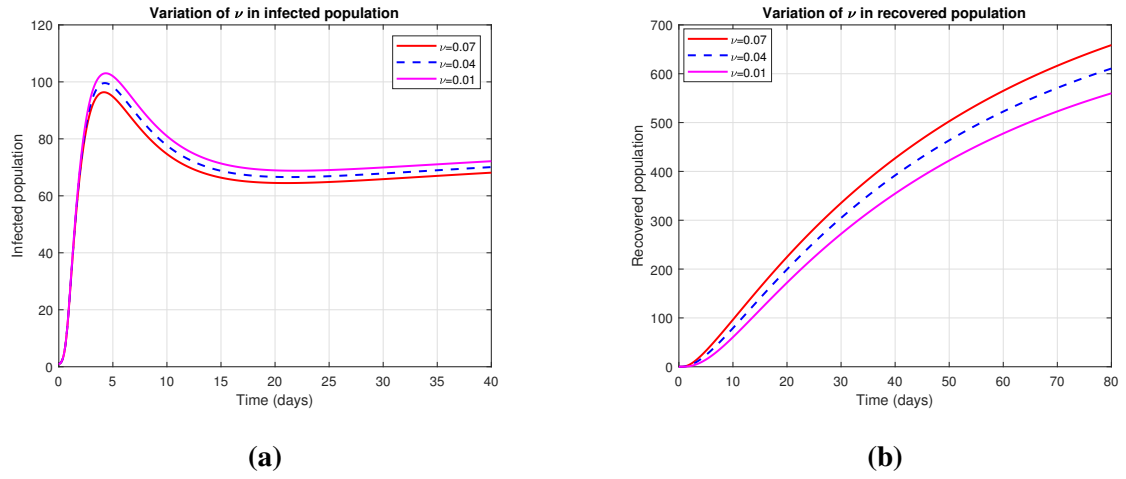 Variation of ν in infected population
120
100
80
60
40
20
0
0 5 10 15 20 25 30 35 40
Infected population
Time (days)
ν=0.07
ν=0.04
ν=0.01
(a)
Variation of ν in recovered population
700
600
500
400
300
200
100
0
0 10 20 30 40 50 60 70 80
Recovered population
Time (days)
ν=0.07
ν=0.04
ν=0.01
(b)